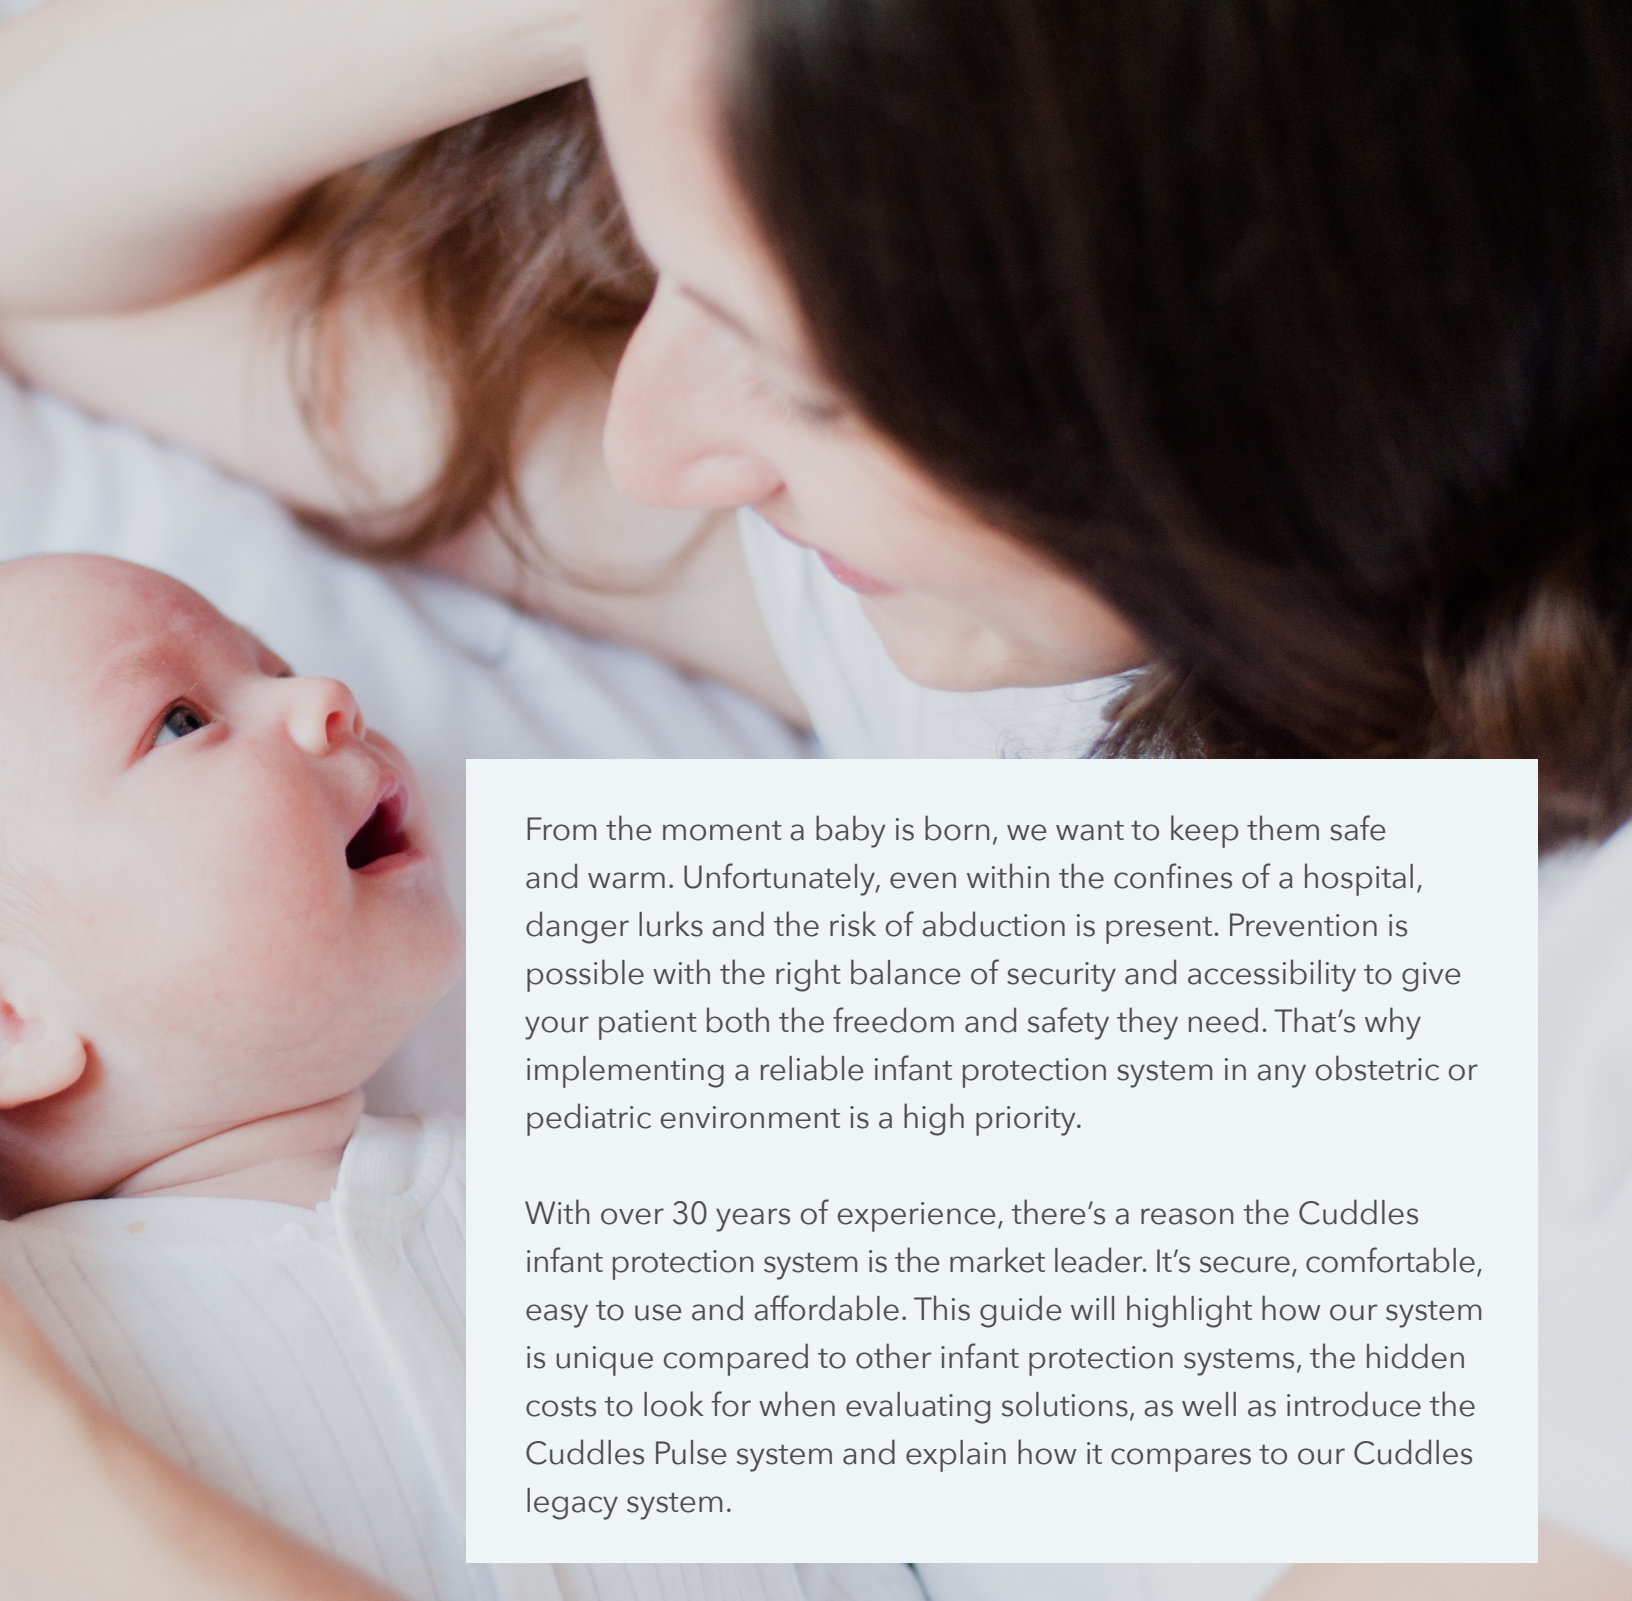 From the moment a baby is born, we want to keep them safe
and warm. Unfortunately, even within the confines of a hospital,
danger lurks and the risk of abduction is present. Prevention is
possible with the right balance of security and accessibility to give
your patient both the freedom and safety they need. That’s why
implementing a reliable infant protection system in any obstetric or
pediatric environment is a high priority.
With over 30 years of experience, there’s a reason the Cuddles
infant protection system is the market leader. It’s secure, comfortable,
easy to use and affordable. This guide will highlight how our system
is unique compared to other infant protection systems, the hidden
costs to look for when evaluating solutions, as well as introduce the
Cuddles Pulse system and explain how it compares to our Cuddles
legacy system.